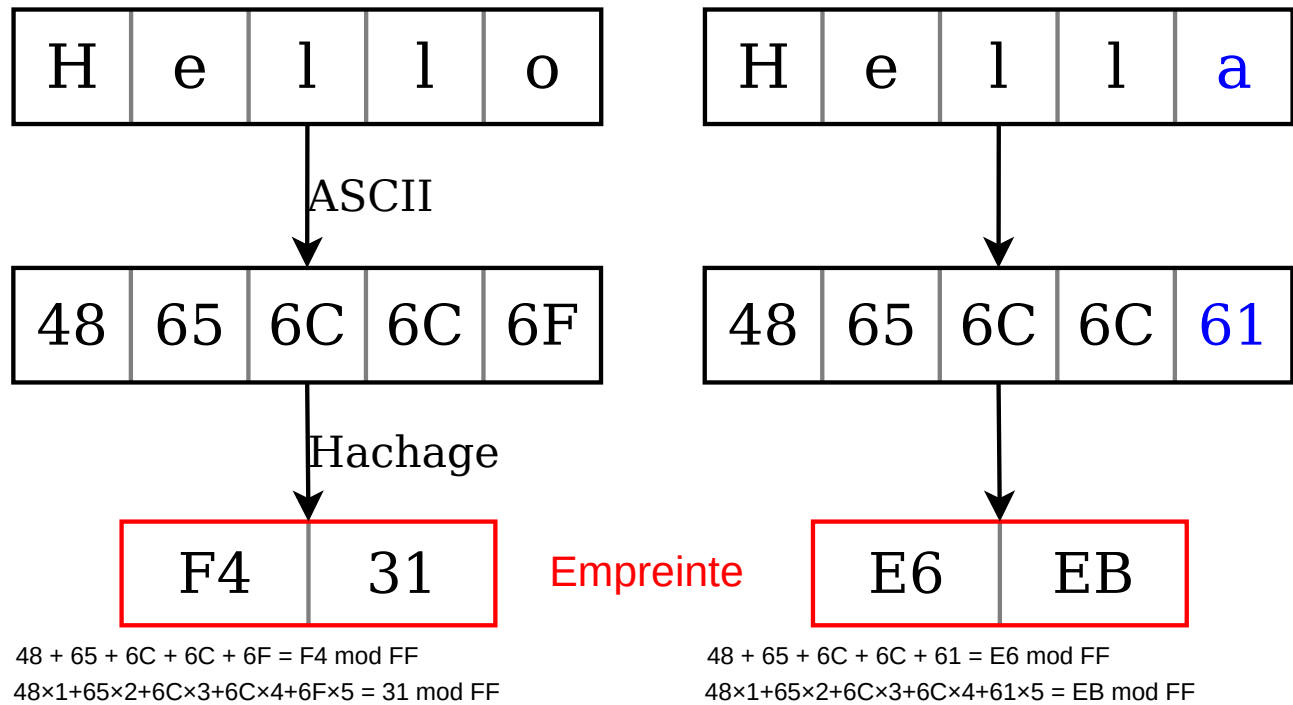 H e l l o
H e l l a
ASCII
48 65 6C 6C 6F
48 65 6C 6C 61
Hachage
F4 31
Empreinte
E6 EB
48 + 65 + 6C + 6C + 6F = F4 mod FF
48 + 65 + 6C + 6C + 61 = E6 mod FF
48×1+65×2+6C×3+6C×4+6F×5 = 31 mod FF
48×1+65×2+6C×3+6C×4+61×5 = EB mod FF